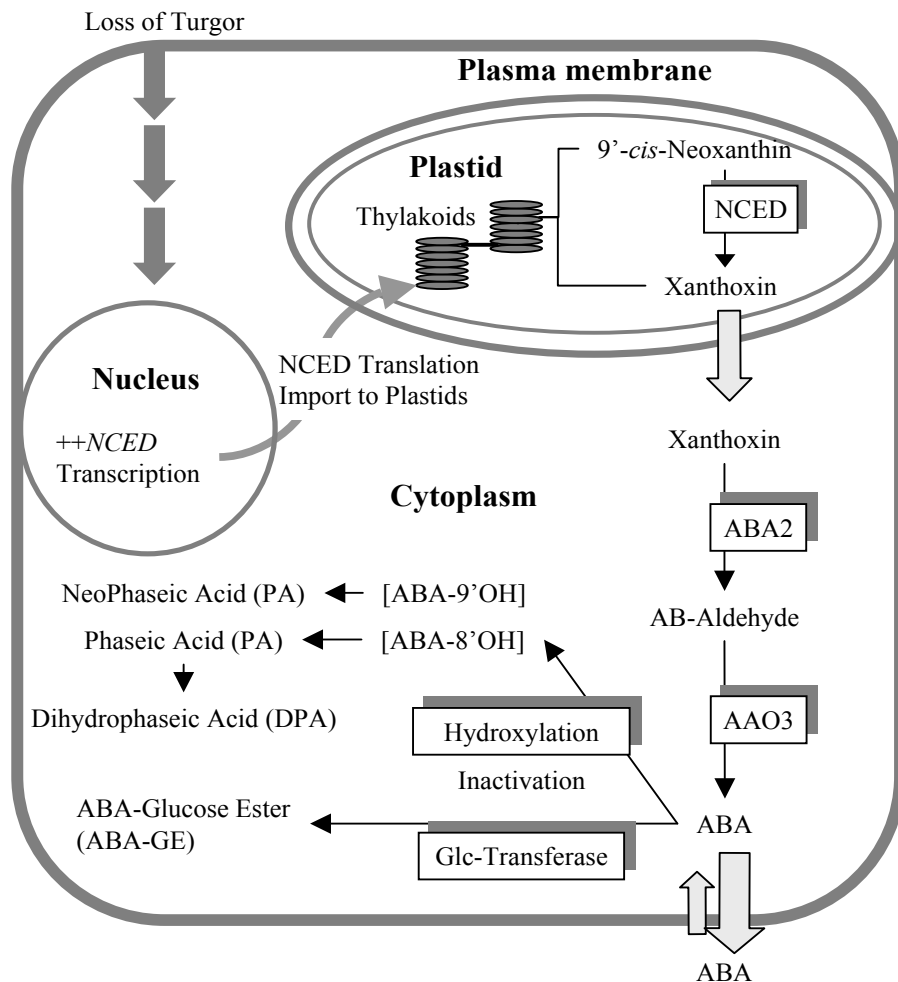 Loss of Turgor
Plasma membrane
9’-cis-Neoxanthin
Plastid
NCED
Thylakoids
Xanthoxin
NCED Translation
Import to Plastids
Nucleus
++NCED
Transcription
Xanthoxin
Cytoplasm
ABA2
NeoPhaseic Acid (PA)
[ABA-9’OH]
AB-Aldehyde
Phaseic Acid (PA)
[ABA-8’OH]
Dihydrophaseic Acid (DPA)
Hydroxylation
AAO3
Inactivation
ABA-Glucose Ester
(ABA-GE)
ABA
Glc-Transferase
ABA